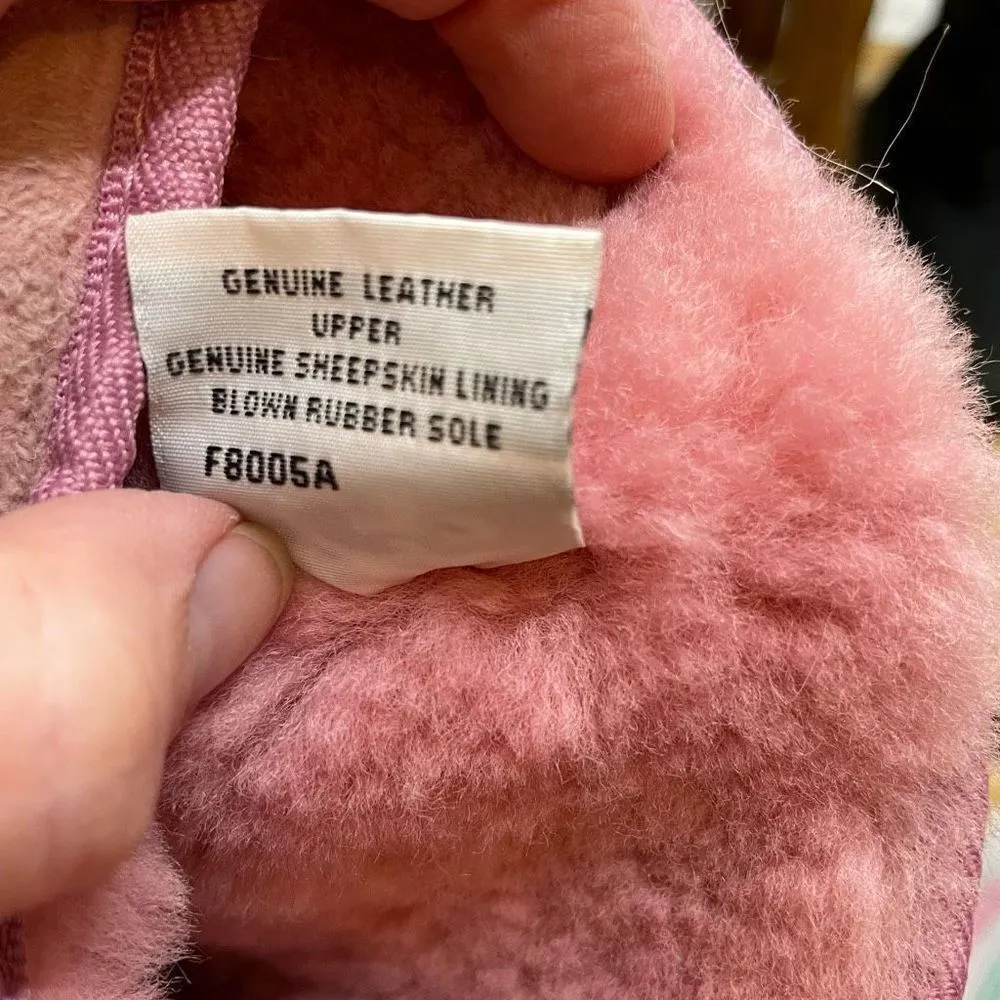 GENUINE LEATHER
UPPER
GENUINE SHEEPSKIN LINING
BLOWN RUBBER SOLE
F8005A